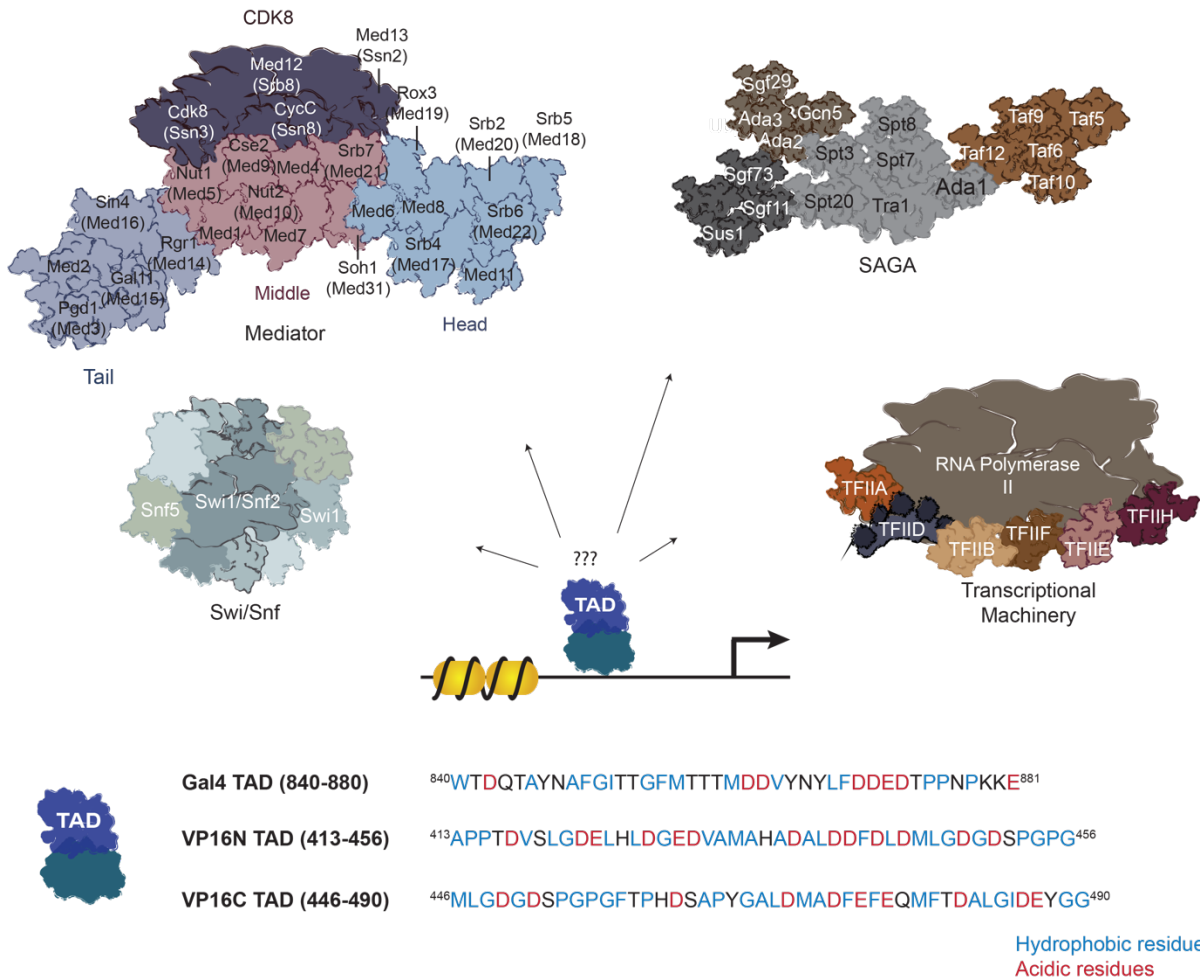 CDK8
Med13
(Ssn2)
Med12
(Srb8)
Cdk8
(Ssn3)
CycC
(Ssn8)
Rox3
(Med19)
Srb2
(Med20)
Srb5
(Med18)
Cse2
(Med9)
Med4
Srb7
(Med21)
Nut1
(Med5)
Nut2
(Med10)
Med1
Med7
Med6
Med8
Srb6
(Med22)
Srb4
(Med17)
Med11
Soh1
(Med31)
Sin4
(Med16)
Rgr1
(Med14)
Med2
Gal11
(Med15)
Pgd1
(Med3)
Middle
Mediator
Head
Tail
Sgf29
Ada3
Gcn5
Ada2
Spt8
Spt3
Spt7
Sgf73
Sgf11
Sus1
Spt20
Tra1
Ada1
Taf9
Taf5
Taf12
Taf6
Taf10
SAGA
Snf5
Swi1/Snf2
Swi1
Swi/Snf
RNA Polymerase
II
TFIIA
TFIID
TFIIB
TFIIF
TFIIE
TFIIH
Transcriptional
Machinery
???
TAD
TAD
Gal4 TAD (840-880) 840WTDQTAYNAFGITTGFMTTTMDDVYNYLFDDEDTPPNPKKE881
VP16N TAD (413-456) 413APPTDVSLGDELHLDGEDVAMAHADALDDFDLDMLGDGDSPGPG456
VP16C TAD (446-490) 446MLGDGDSPGPGFTPHDSAPYGALDMADFEFEQMFTDALGIDEYGG490
Hydrophobic residue
Acidic residues